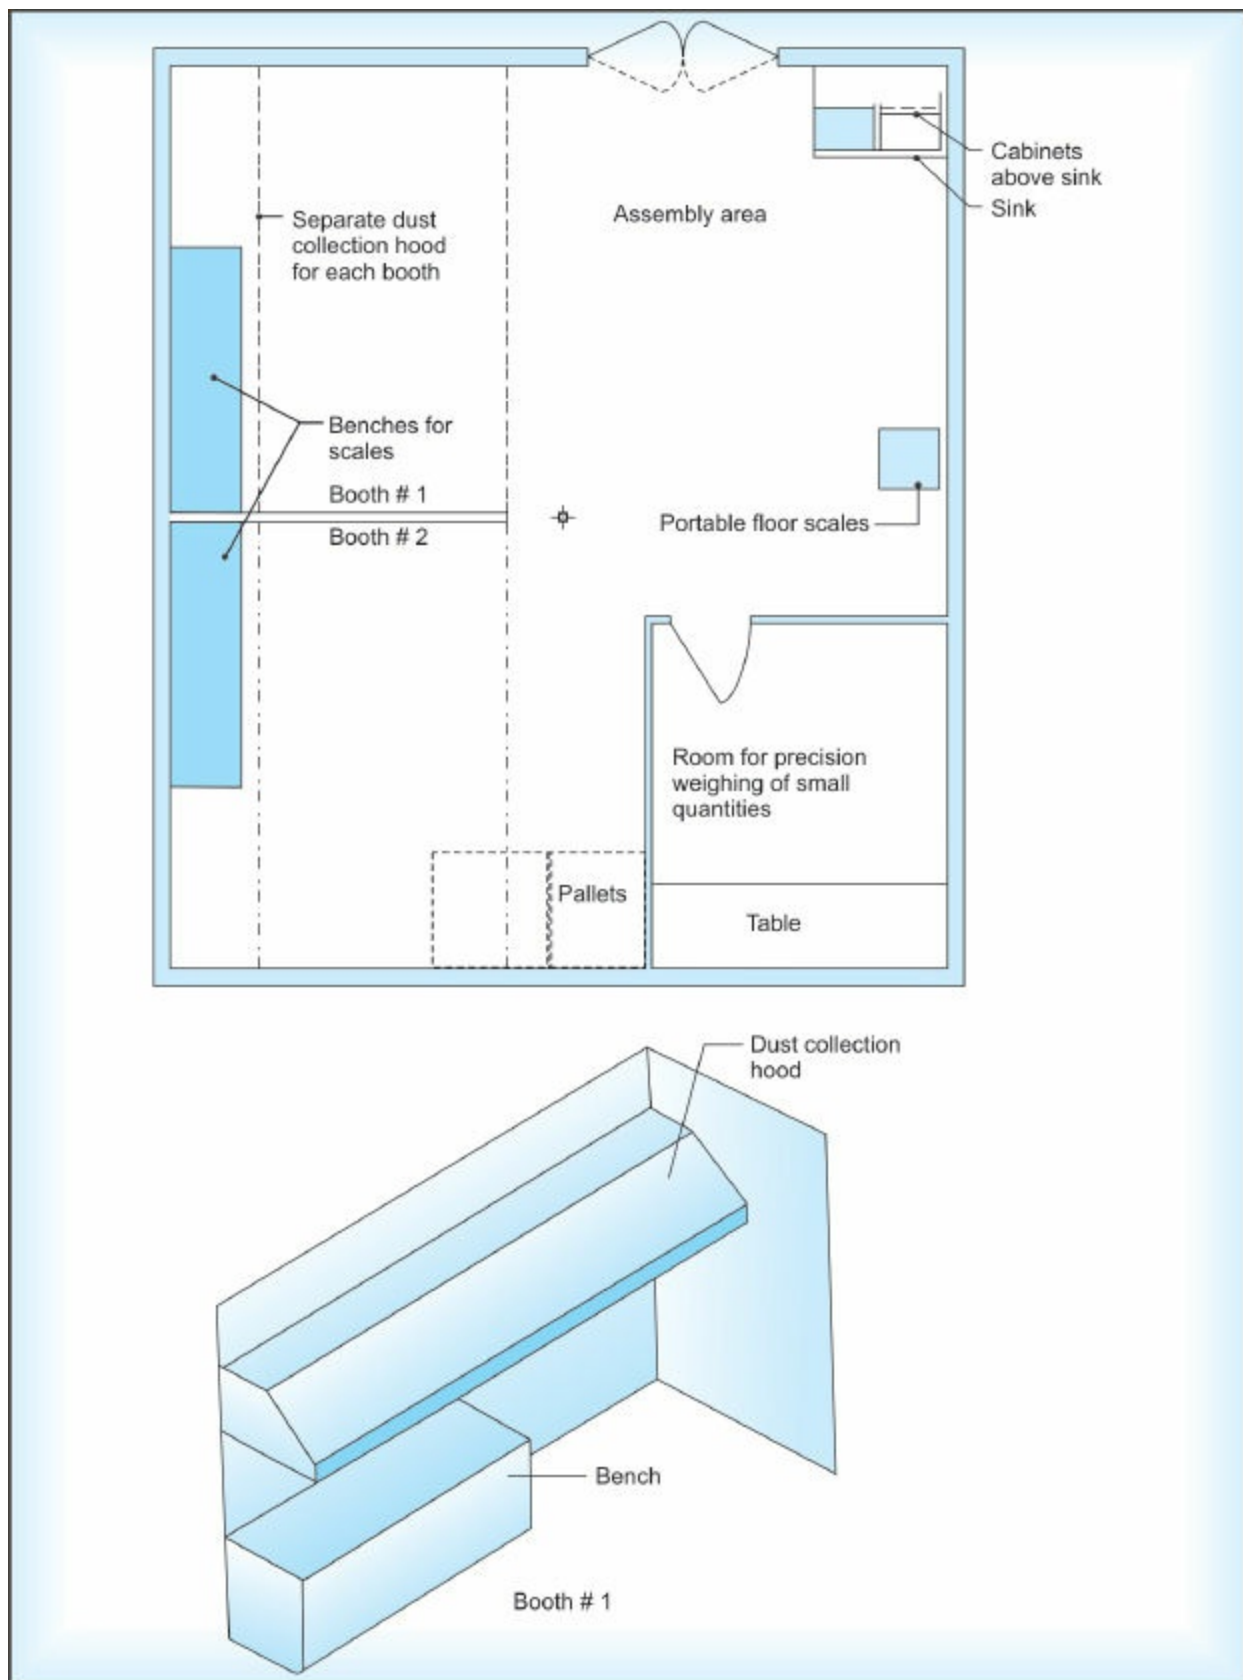 Cabinets
above sink
Sink
Assembly area
Separate dust
collection hood
for each booth
Benches for
scales
Booth # 1
Booth # 2
Portable floor scales
Room for precision
weighing of small
quantities
Pallets
Table
Dust collection
hood
Bench
Booth # 1